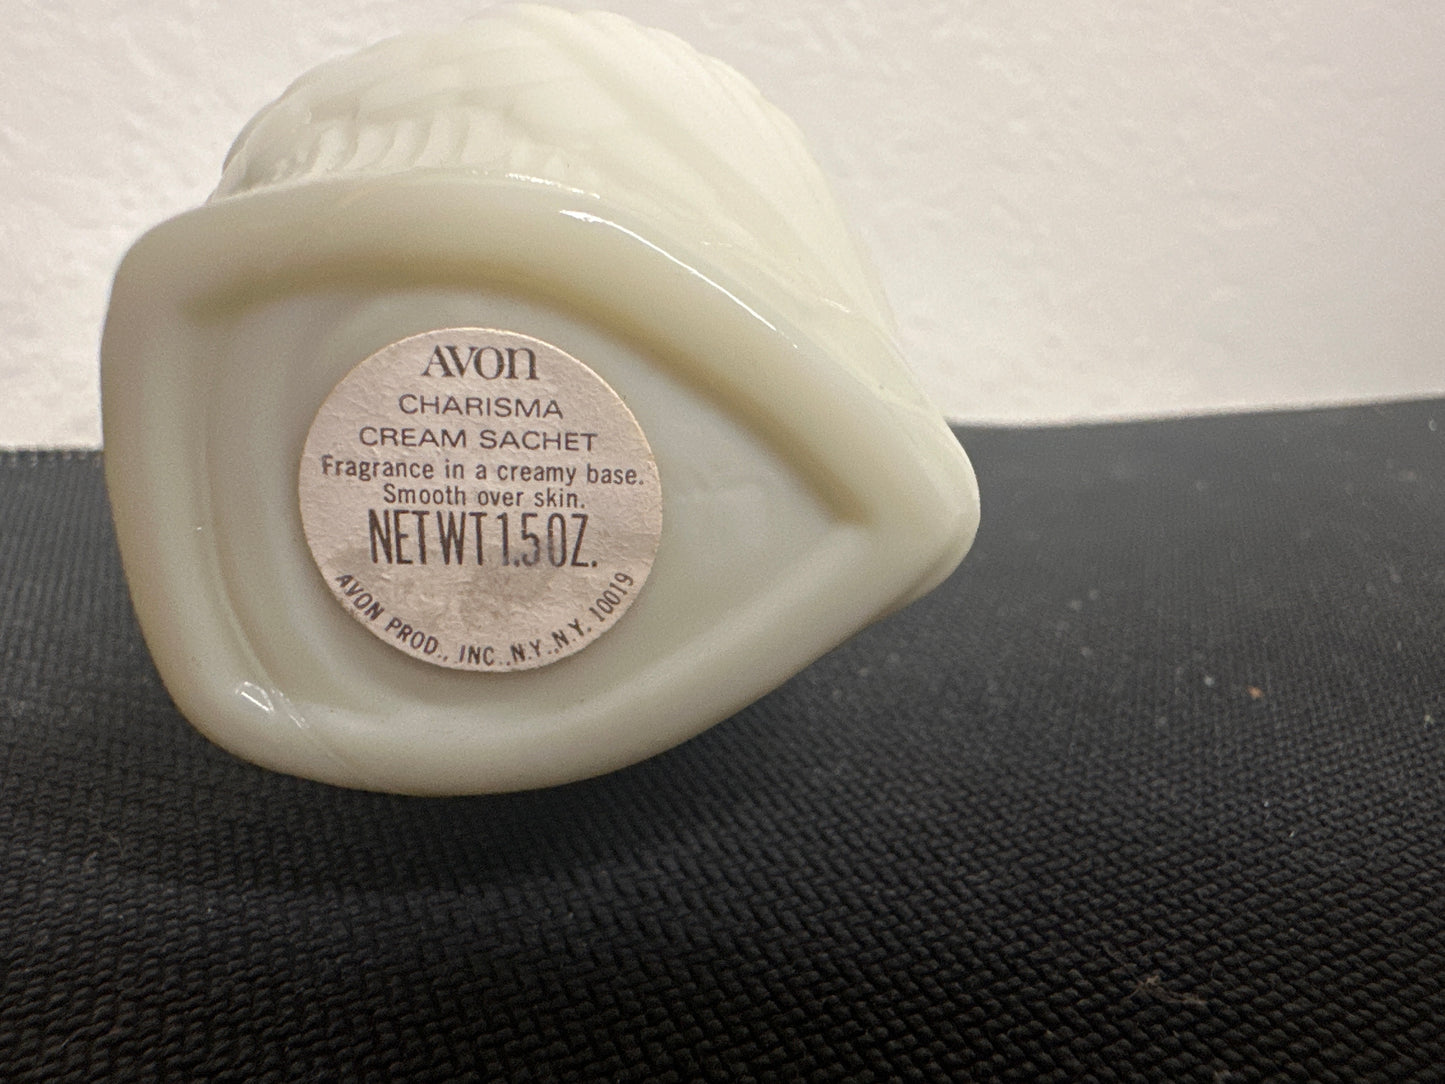 AVON
CHARISMA
CREAM SACHET
Fragrance in a creamy base.
Smooth over skin.
NET WT 1.5 OZ.
AVON PROD., INC., N.Y., N.Y. 10019